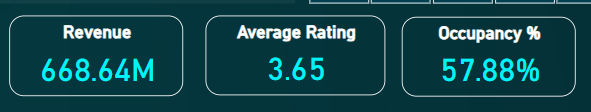 Revenue
668.64M
Average Rating
3.65
Occupancy %
57.88%